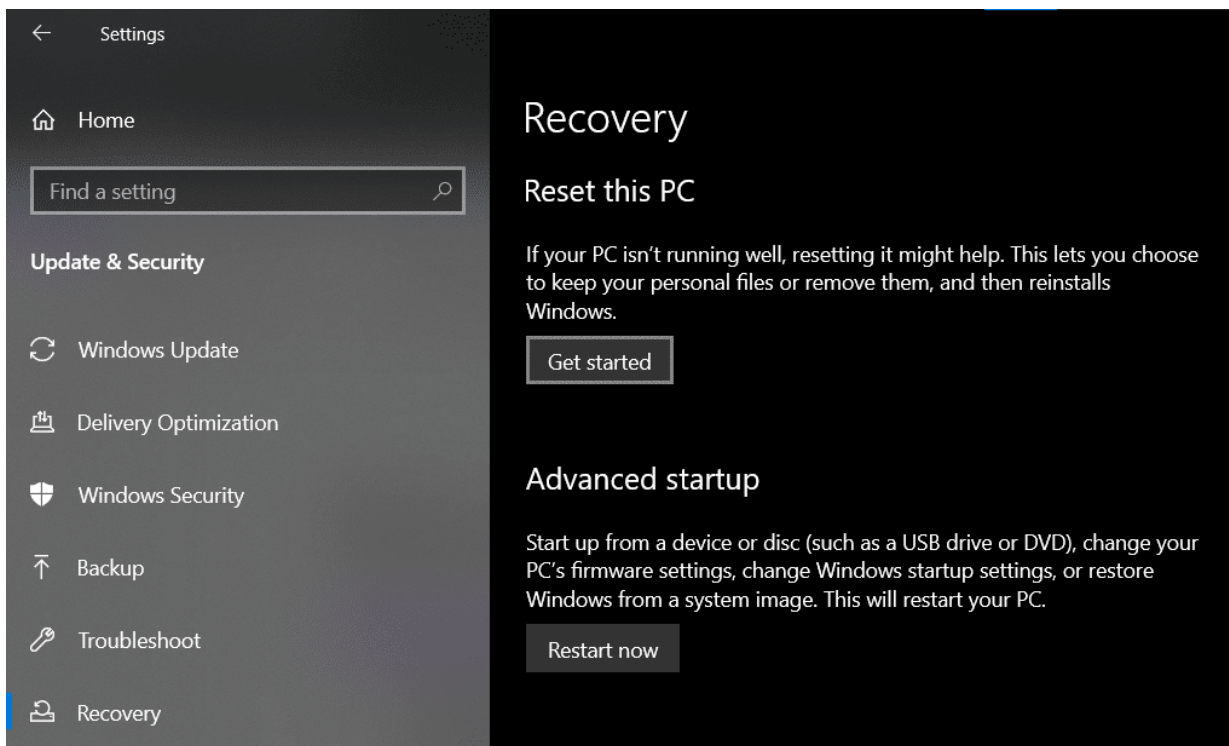 Settings
Home
Find a setting
Update & Security
Windows Update
Delivery Optimization
Windows Security
Backup
Troubleshoot
Recovery
Recovery
Reset this PC
If your PC isn't running well, resetting it might help. This lets you choose
to keep your personal files or remove them, and then reinstalls
Windows.
Get started
Advanced startup
Start up from a device or disc (such as a USB drive or DVD), change your
PC's firmware settings, change Windows startup settings, or restore
Windows from a system image. This will restart your PC.
Restart now